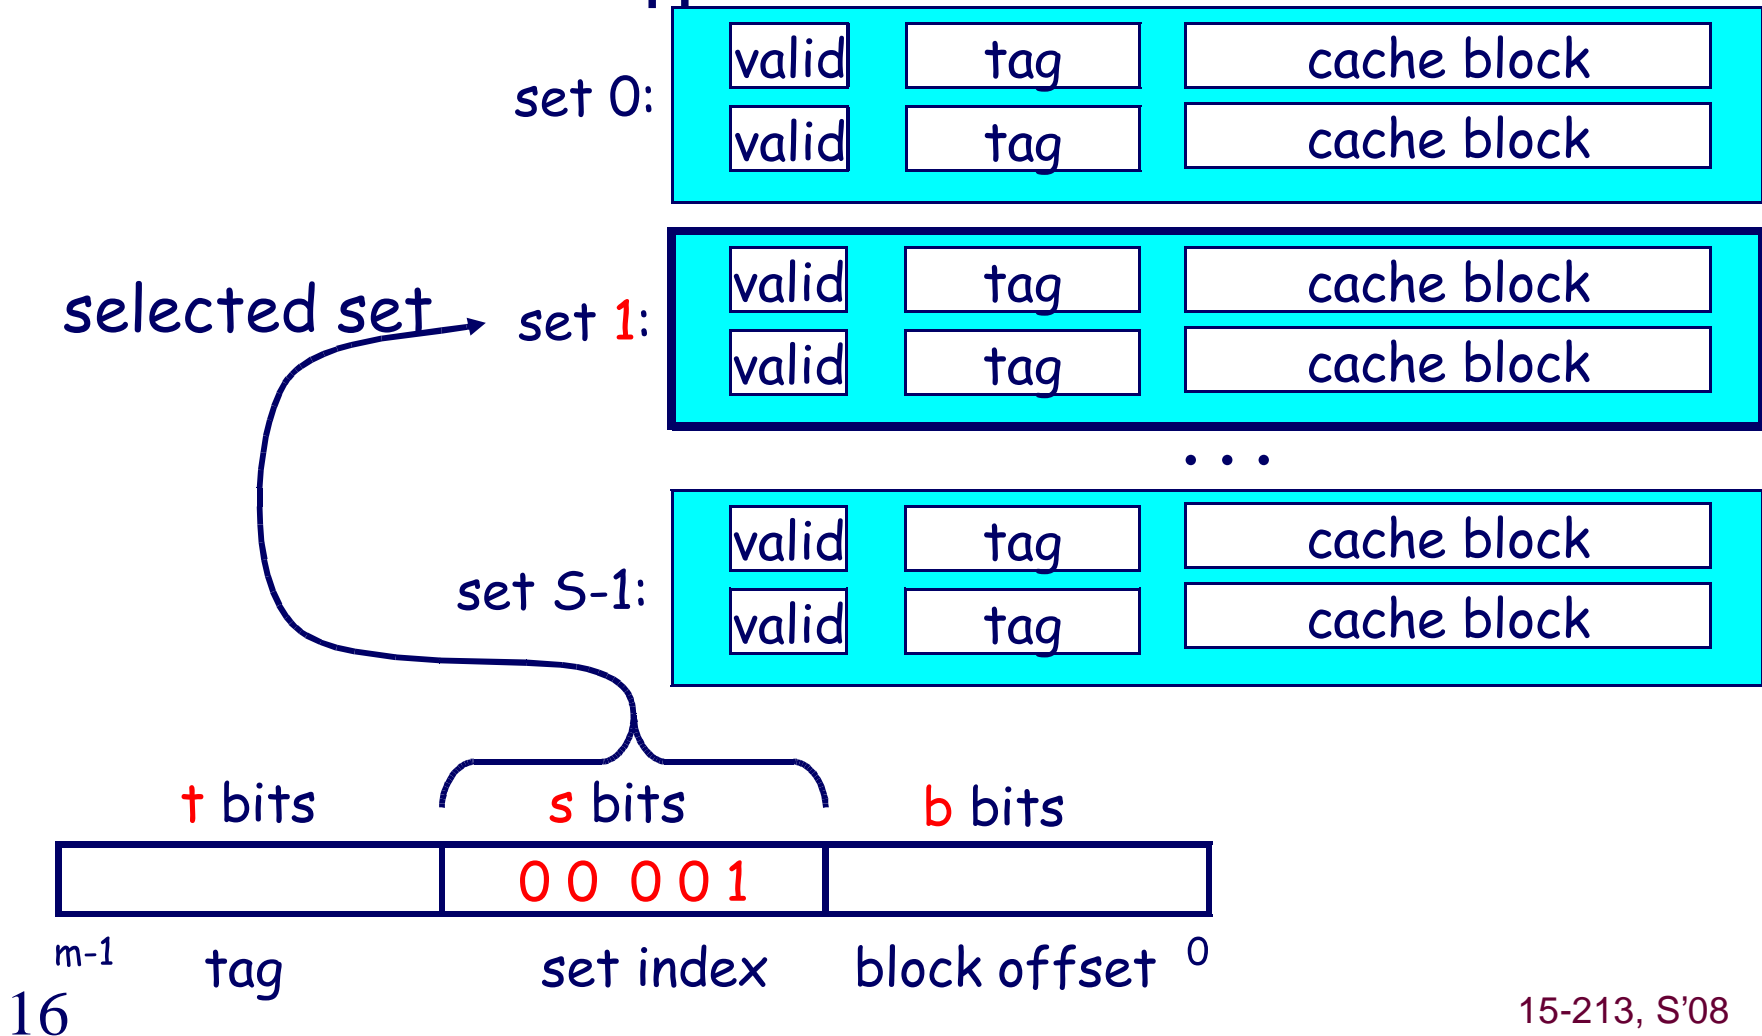 valid tag cache block
set 0:
valid tag cache block
valid tag cache block
selected set set 1:
valid tag cache block
. . .
valid tag cache block
set S-1:
valid tag cache block
t bits s bits b bits
0 0 0 0 1
m-1 tag set index block offset 0
16 15-213, S'08